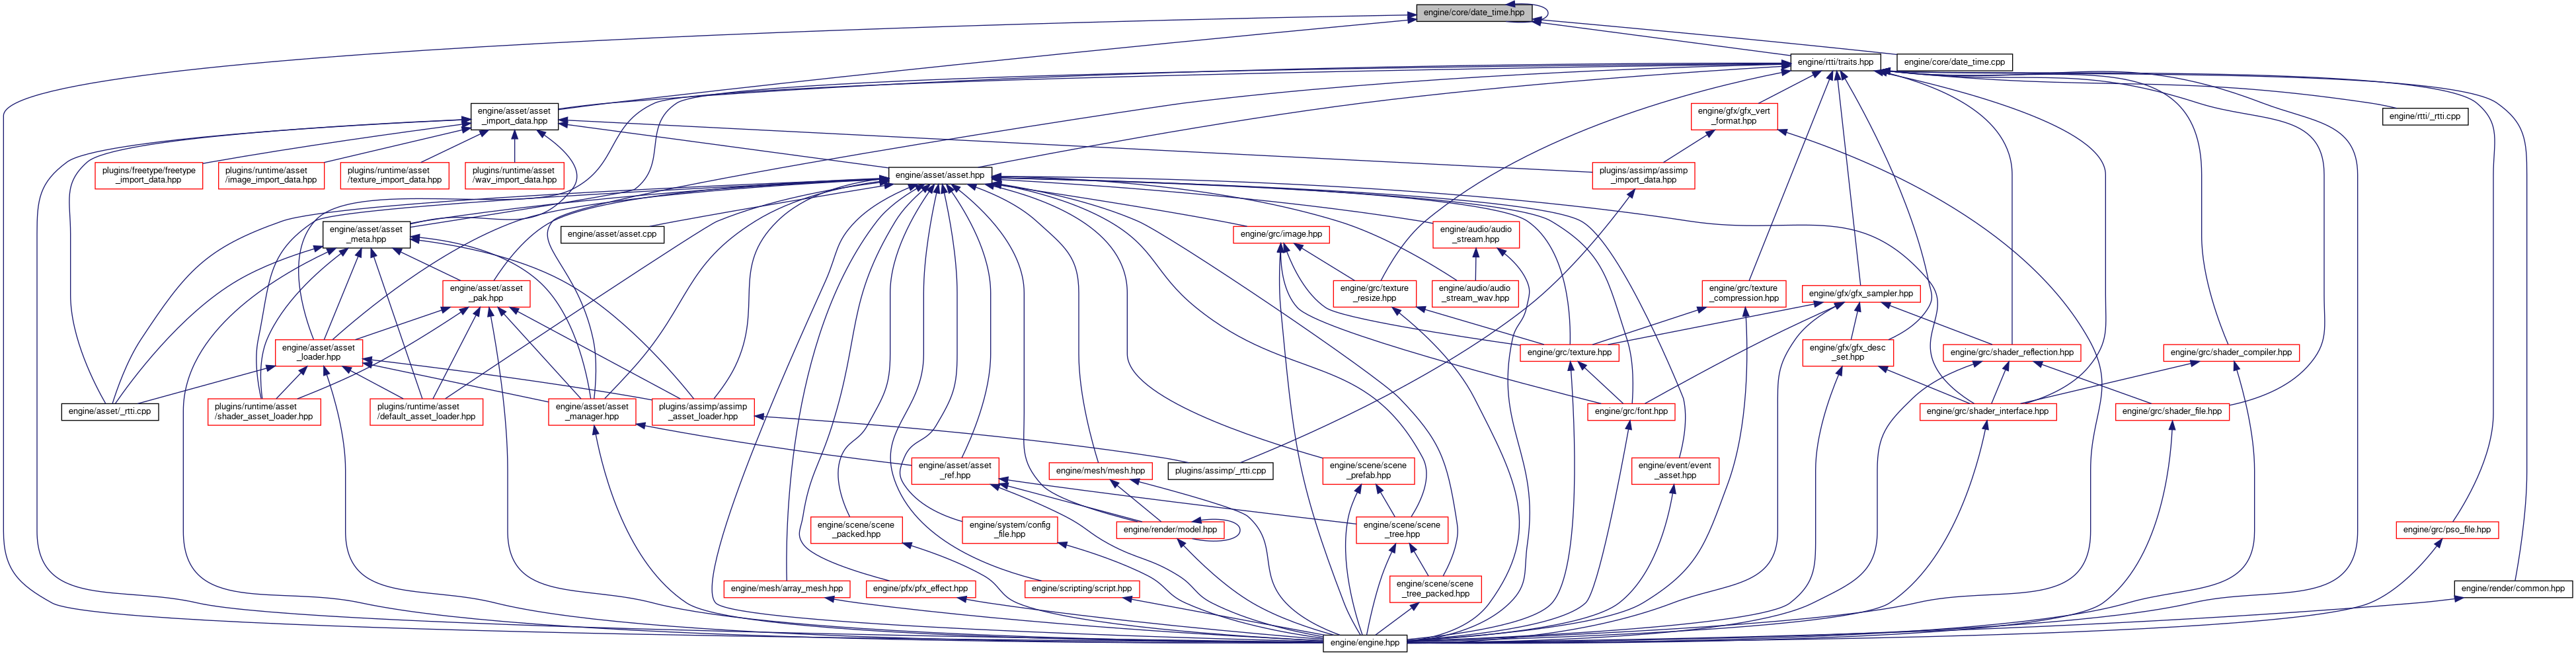 engine/core/date_time.hpp
engine/rtti/traits.hpp
engine/core/date_time.cpp
engine/asset/asset
_import_data.hpp
engine/gfx/gfx_vert
_format.hpp
engine/rtti/_rtti.cpp
plugins/freetype/freetype
_import_data.hpp
plugins/runtime/asset
/image_import_data.hpp
plugins/runtime/asset
/texture_import_data.hpp
plugins/runtime/asset
/wav_import_data.hpp
engine/asset/asset.hpp
plugins/assimp/assimp
_import_data.hpp
engine/asset/asset
_meta.hpp
engine/asset/asset.cpp
engine/grc/image.hpp
engine/audio/audio
_stream.hpp
engine/asset/asset
_pak.hpp
engine/grc/texture
_resize.hpp
engine/audio/audio
_stream_wav.hpp
engine/grc/texture
_compression.hpp
engine/gfx/gfx_sampler.hpp
engine/asset/asset
_loader.hpp
engine/grc/texture.hpp
engine/gfx/gfx_desc
_set.hpp
engine/grc/shader_reflection.hpp
engine/grc/shader_compiler.hpp
engine/asset/_rtti.cpp
plugins/runtime/asset
/shader_asset_loader.hpp
plugins/runtime/asset
/default_asset_loader.hpp
engine/asset/asset
_manager.hpp
plugins/assimp/assimp
_asset_loader.hpp
engine/grc/font.hpp
engine/grc/shader_interface.hpp
engine/grc/shader_file.hpp
engine/asset/asset
_ref.hpp
engine/mesh/mesh.hpp
plugins/assimp/_rtti.cpp
engine/scene/scene
_prefab.hpp
engine/event/event
_asset.hpp
engine/scene/scene
_packed.hpp
engine/system/config
_file.hpp
engine/render/model.hpp
engine/scene/scene
_tree.hpp
engine/grc/pso_file.hpp
engine/mesh/array_mesh.hpp
engine/pfx/pfx_effect.hpp
engine/scripting/script.hpp
engine/scene/scene
_tree_packed.hpp
engine/render/common.hpp
engine/engine.hpp